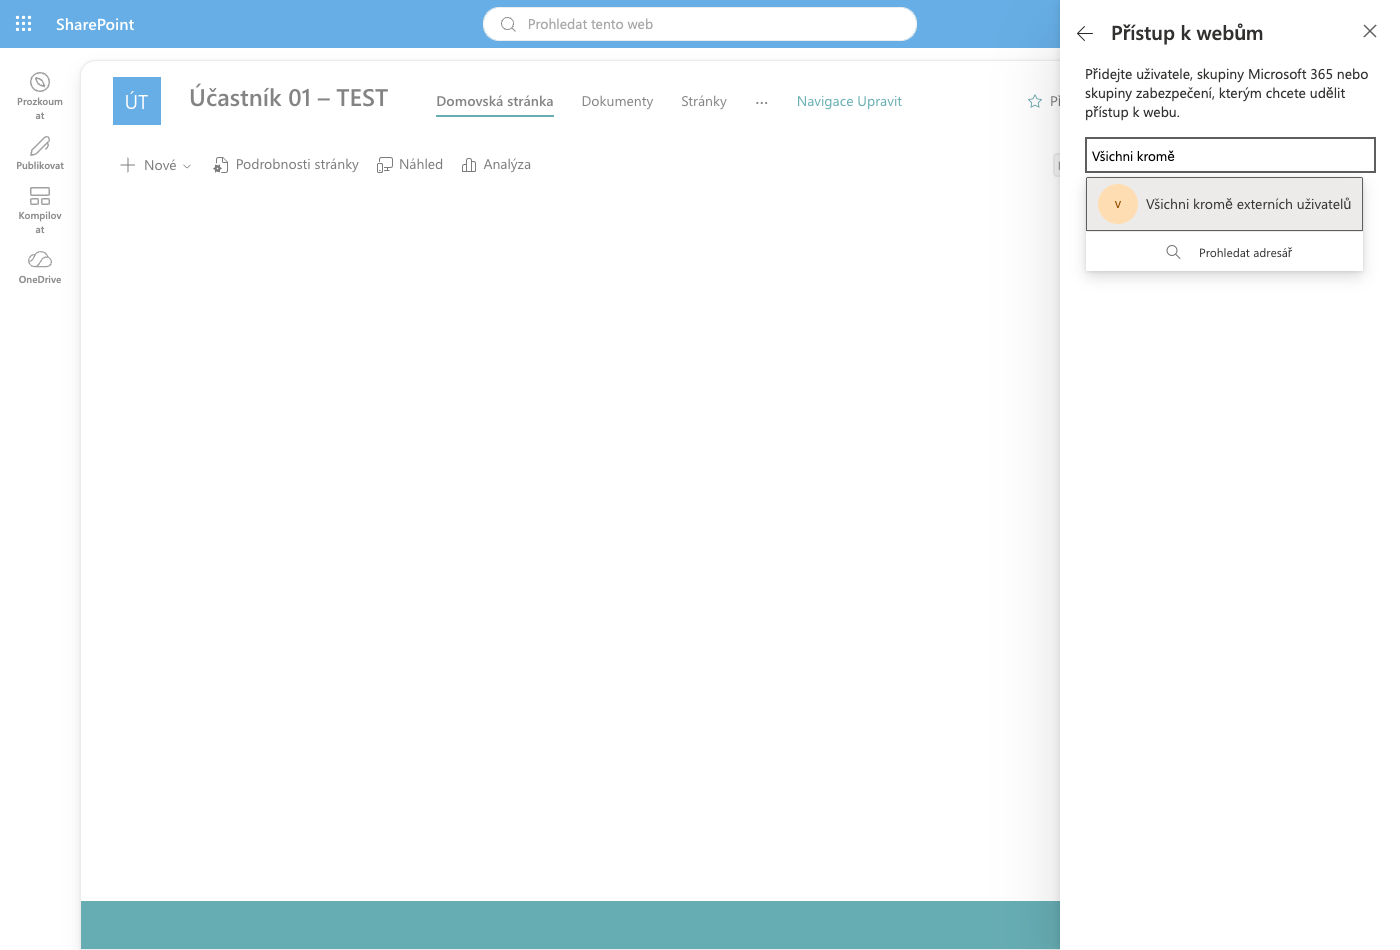 SharePoint
Prohledat tento web
Prozkoum
at
Publikovat
Kompilov
at
OneDrive
ÚT
Účastník 01 – TEST
Domovská stránka
Dokumenty
Stránky
...
Navigace Upravit
Nové
Podrobnosti stránky
Náhled
Analýza
Přístup k webům
Přidejte uživatele, skupiny Microsoft 365 nebo
skupiny zabezpečení, kterým chcete udělit
přístup k webu.
Všichni kromě
V
Všichni kromě externích uživatelů
Prohledat adresář